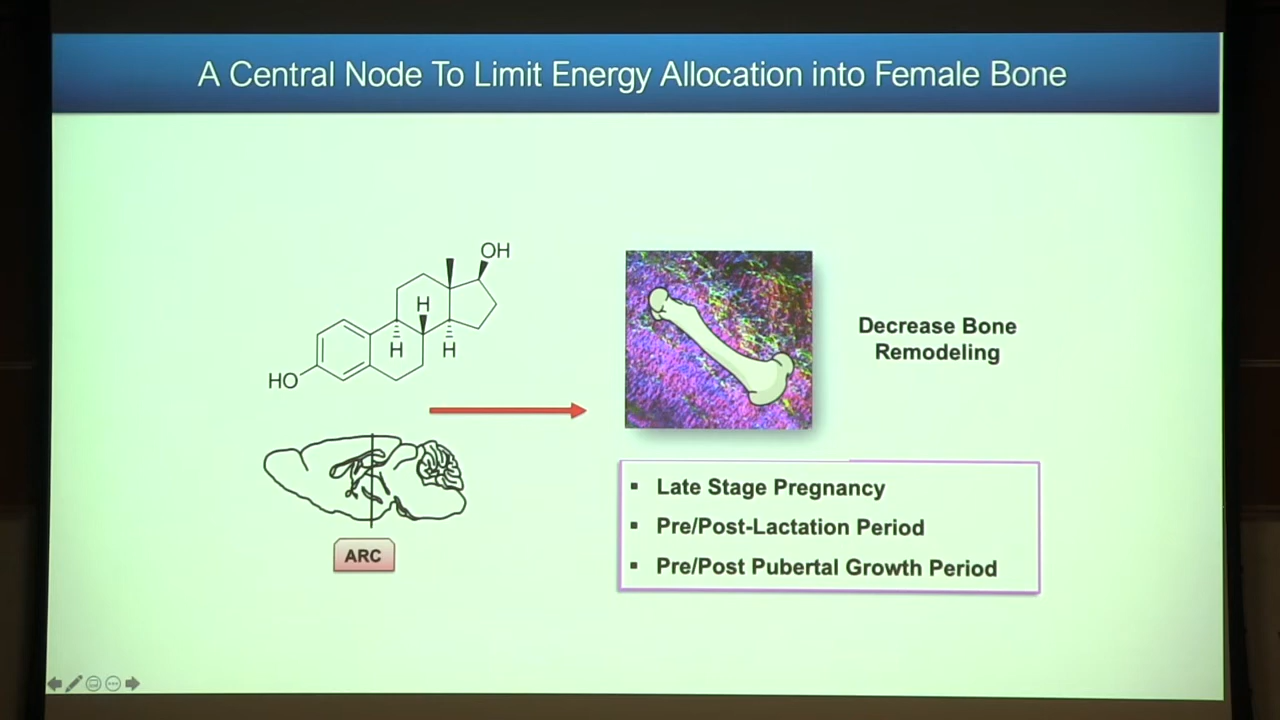 A Central Node To Limit Energy Allocation into Female Bone
OH
H
H
H
HO
Decrease Bone
Remodeling
ARC
▪ Late Stage Pregnancy
▪ Pre/Post-Lactation Period
▪ Pre/Post Pubertal Growth Period